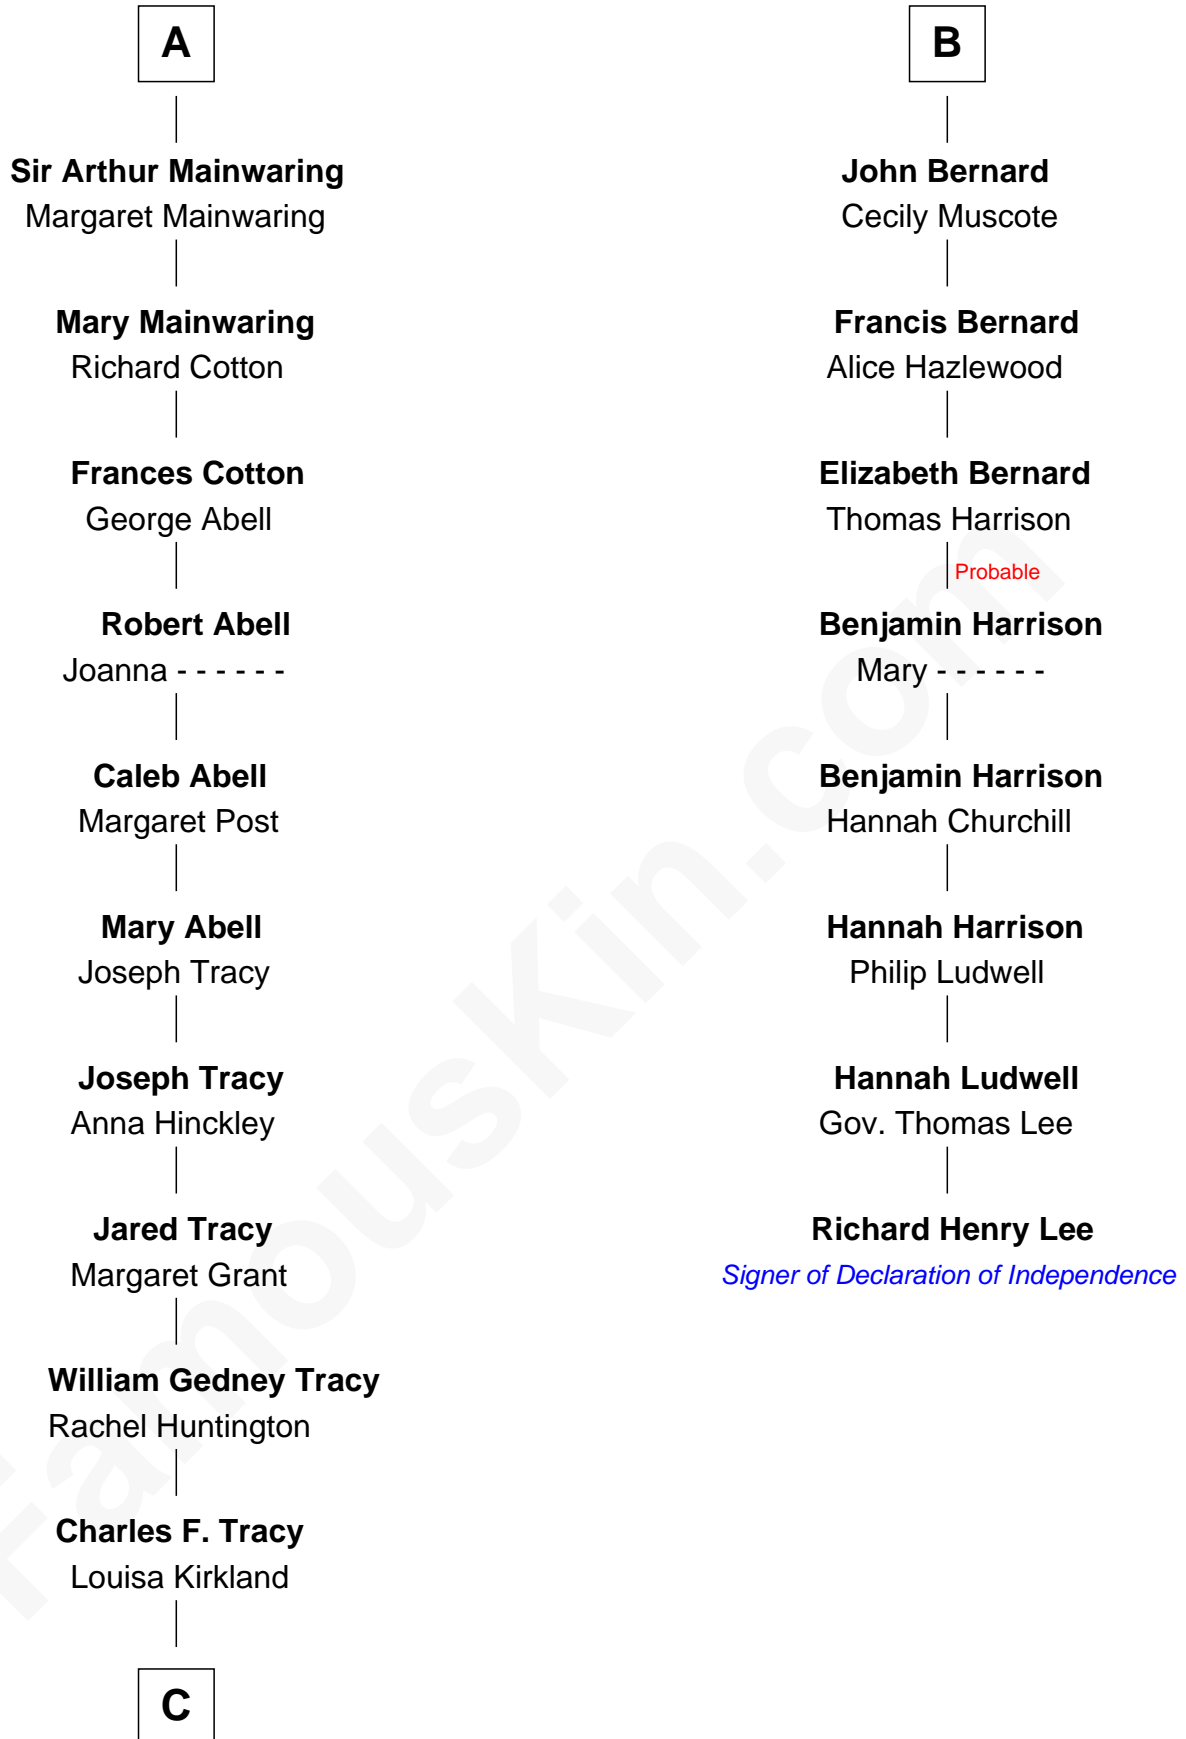 A
Sir Arthur Mainwaring
Margaret Mainwaring
Mary Mainwaring
Richard Cotton
Frances Cotton
George Abell
Robert Abell
Joanna - - - - - -
Caleb Abell
Margaret Post
Mary Abell
Joseph Tracy
Joseph Tracy
Anna Hinckley
Jared Tracy
Margaret Grant
William Gedney Tracy
Rachel Huntington
Charles F. Tracy
Louisa Kirkland
C
B
John Bernard
Cecily Muscote
Francis Bernard
Alice Hazlewood
Elizabeth Bernard
Thomas Harrison
Probable
Benjamin Harrison
Mary - - - - - -
Benjamin Harrison
Hannah Churchill
Hannah Harrison
Philip Ludwell
Hannah Ludwell
Gov. Thomas Lee
Richard Henry Lee
Signer of Declaration of Independence
FamousKin.com